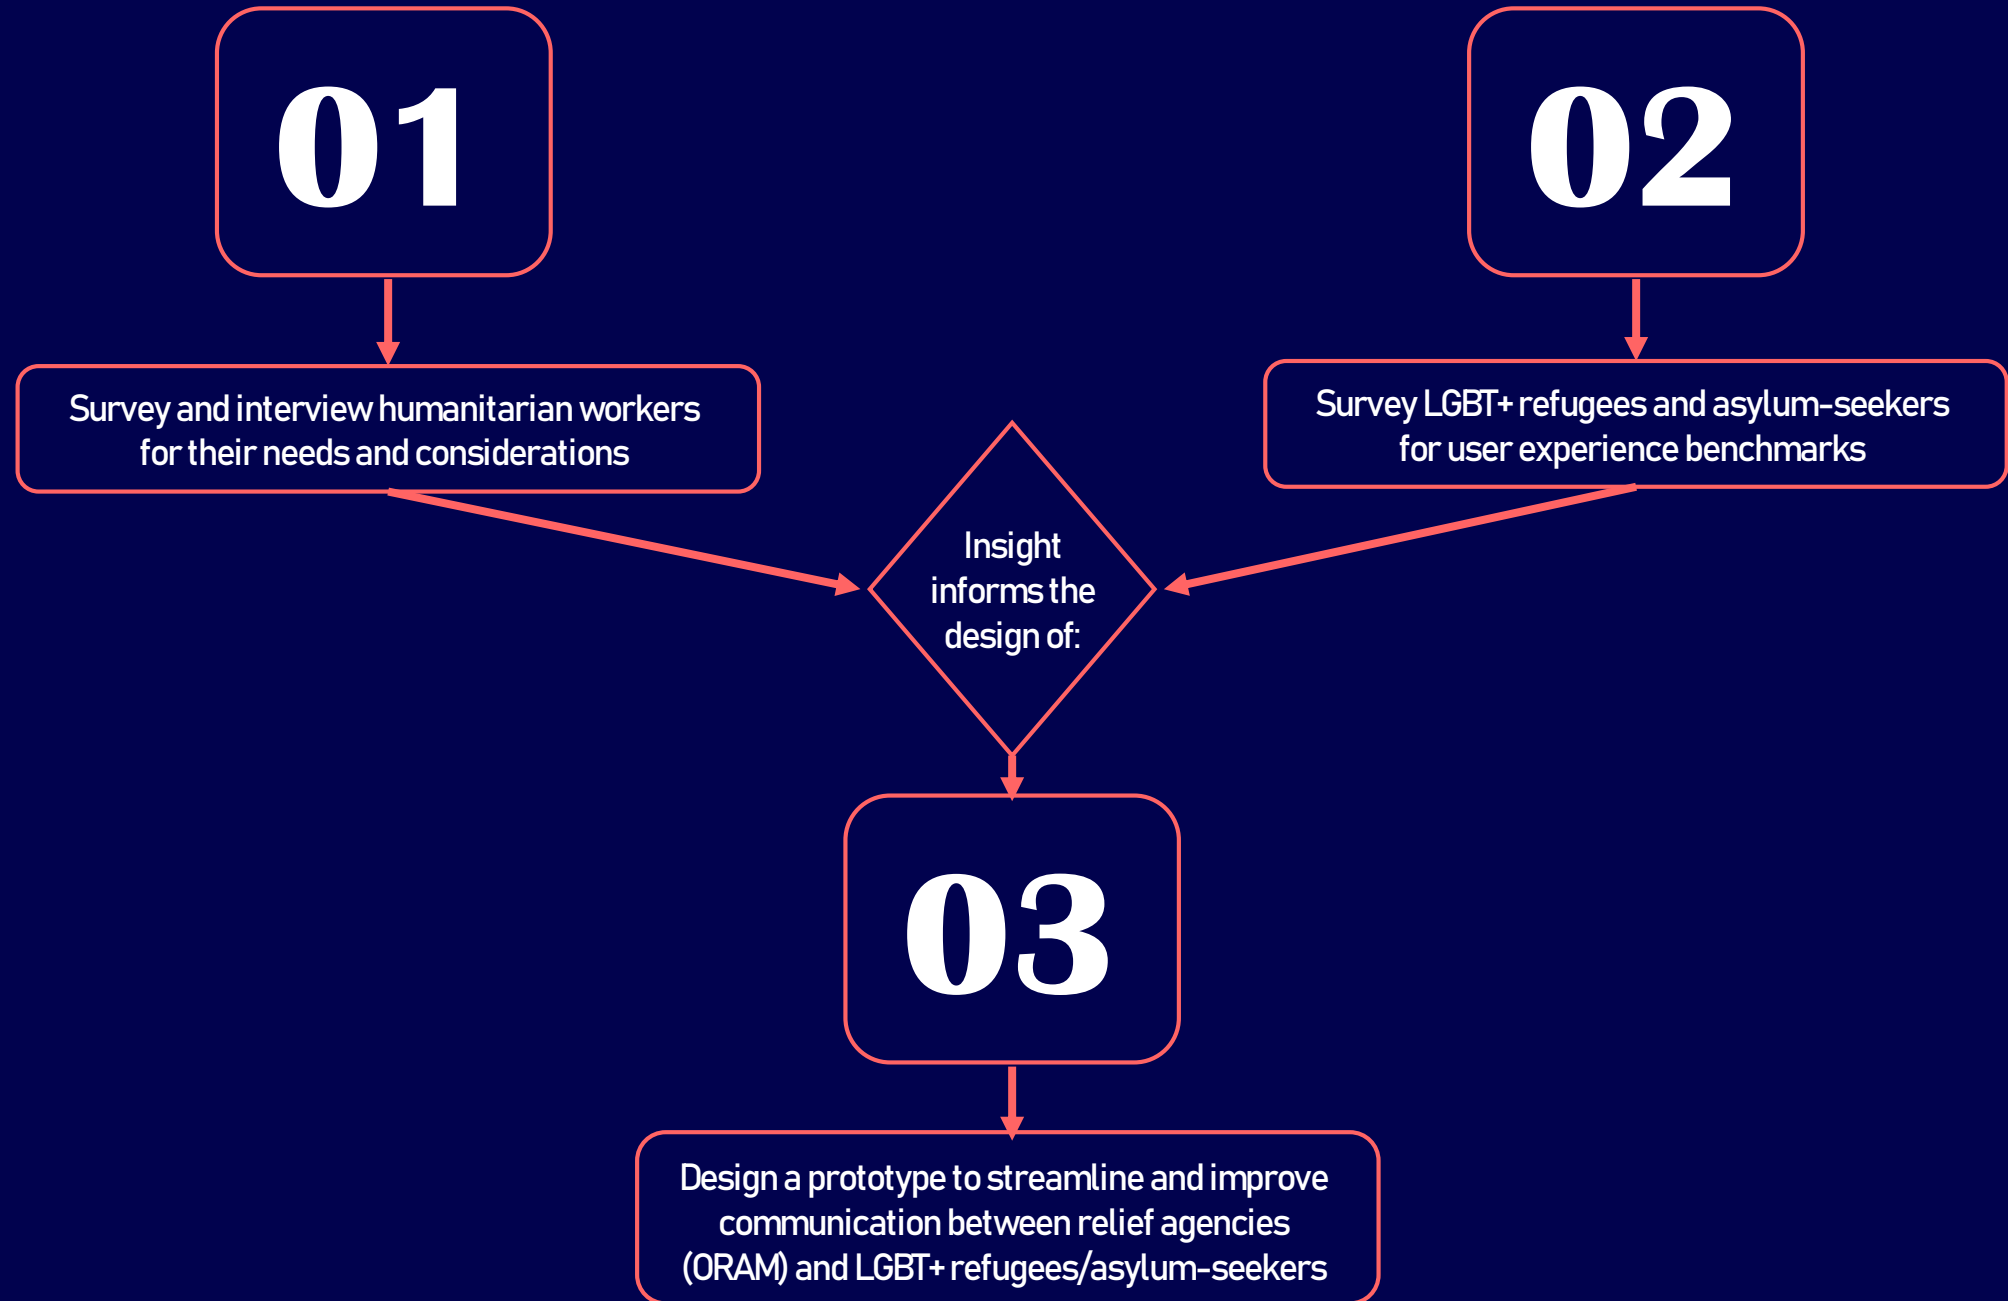 01
02
Survey and interview humanitarian workers
for their needs and considerations
Survey LGBT+ refugees and asylum-seekers
for user experience benchmarks
Insight
informs the
design of:
03
Design a prototype to streamline and improve
communication between relief agencies
(ORAM) and LGBT+ refugees/asylum-seekers